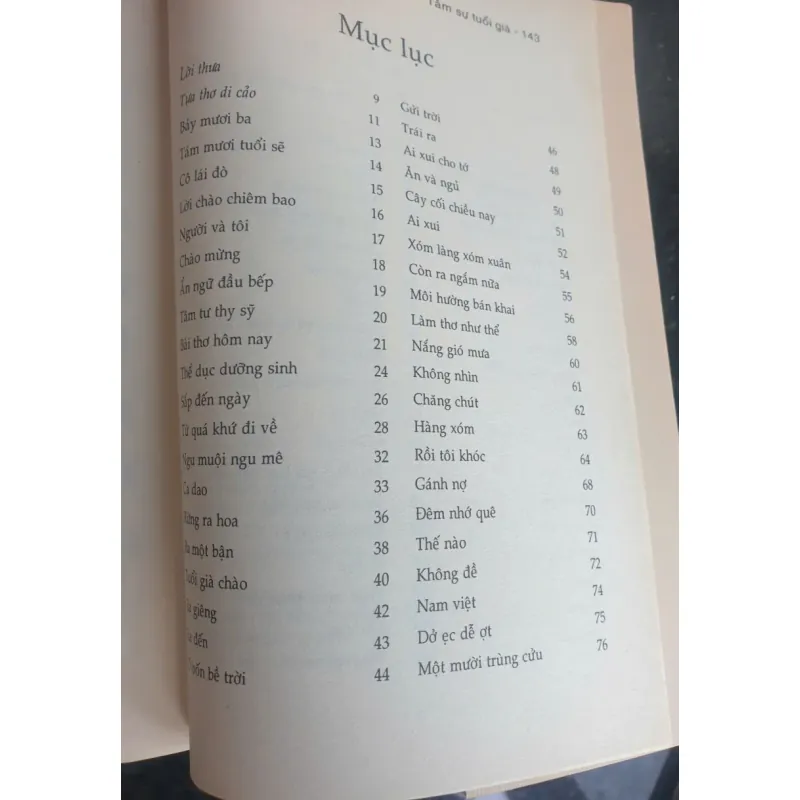 Tâm sự tuổi già - 143
Mục lục
Lời thưa 9
Tựa thơ di cảo 11
Bảy mươi ba 13
Tám mươi tuổi sẽ 14
Cô lái đò 15
Lời chào chiêm bao 16
Người và tôi 17
Chào mừng 18
Ẩn ngữ đầu bếp 19
Tâm tư thy sỹ 20
Bài thơ hôm nay 21
Thể dục dưỡng sinh 24
Sắp đến ngày 26
Từ quá khứ đi về 28
Ngu muội ngu mê 32
Ca dao 33
ra hoa 36
một bận 38
Tuổi già chào 40
giêng 42
đến 43
bốn bề trời 44
Gửi trời 46
Trái ra 48
Ai xui cho tớ 49
Ăn và ngủ 50
Cây cối chiều nay 51
Ai xui 52
Xóm làng xóm xuân 54
Còn ra ngắm nữa 55
Môi hường bán khai 56
Làm thơ như thể 58
Nắng gió mưa 60
Không nhìn 61
Chăng chút 62
Hàng xóm 63
Rồi tôi khóc 64
Gánh nợ 68
Đêm nhớ quê 70
Thế nào 71
Không đề 72
Nam việt 74
Dở ẹc dễ ợt 75
Một mười trùng cửu 76